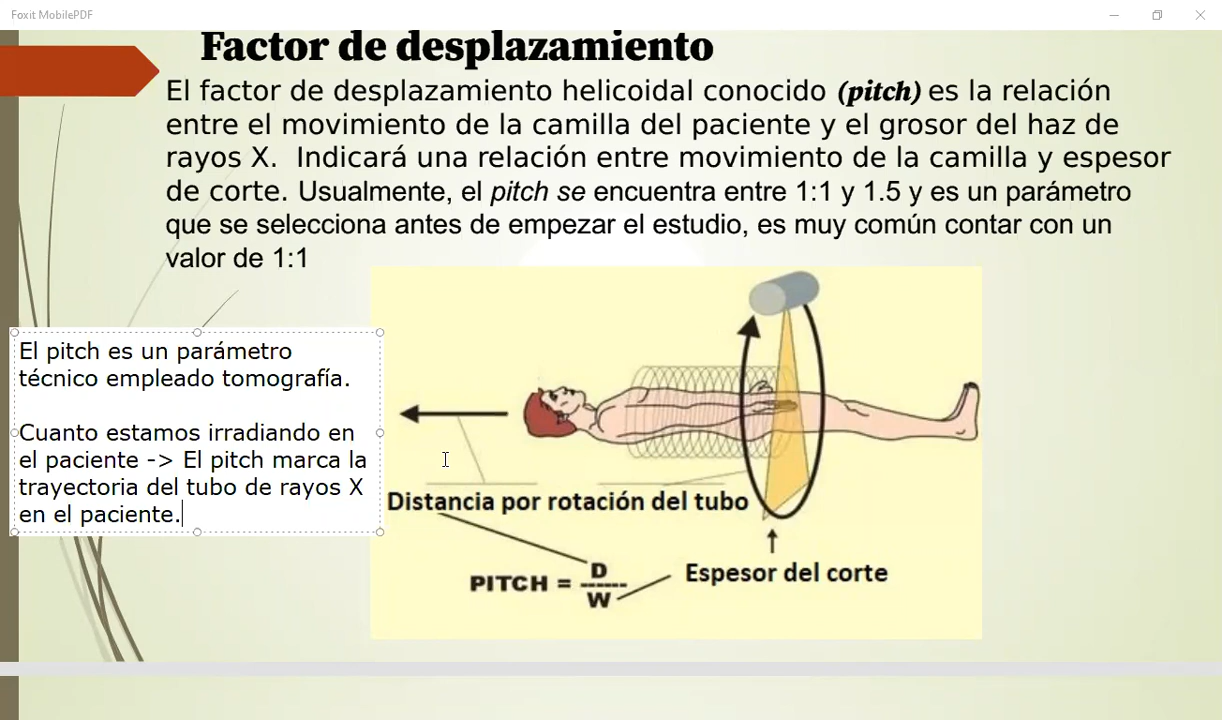 Foxit MobilePDF
Factor de desplazamiento
El factor de desplazamiento helicoidal conocido (pitch) es la relación
entre el movimiento de la camilla del paciente y el grosor del haz de
rayos X. Indicará una relación entre movimiento de la camilla y espesor
de corte. Usualmente, el pitch se encuentra entre 1:1 y 1.5 y es un parámetro
que se selecciona antes de empezar el estudio, es muy común contar con un
valor de 1:1
El pitch es un parámetro
técnico empleado tomografía.
Cuanto estamos irradiando en
el paciente -> El pitch marca la
trayectoria del tubo de rayos X
en el paciente.
Distancia por rotación del tubo
Espesor del corte
PITCH = D
W